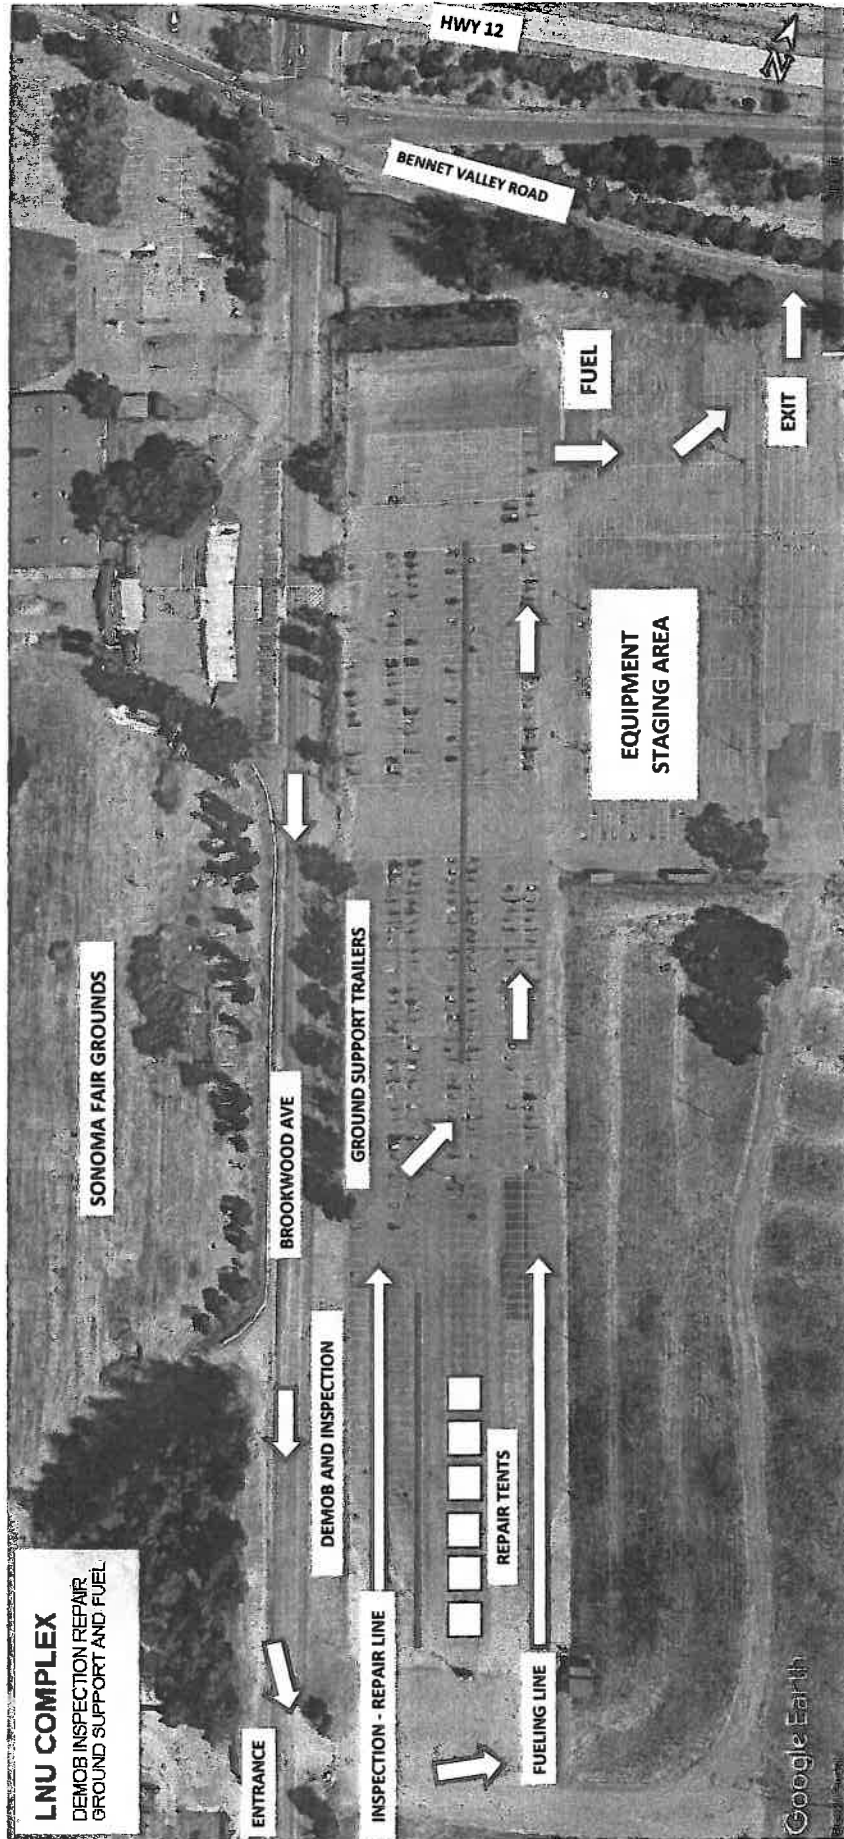 LNU COMPLEX
DEMOB INSPECTION REPAIR
GROUND SUPPORT AND FUEL
SONOMA FAIR GROUNDS
HWY 12
BENNET VALLEY ROAD
N
ENTRANCE
BROOKWOOD AVE
DEMOB AND INSPECTION
GROUND SUPPORT TRAILERS
INSPECTION - REPAIR LINE
REPAIR TENTS
FUELING LINE
FUEL
EQUIPMENT
STAGING AREA
EXIT
Google Earth